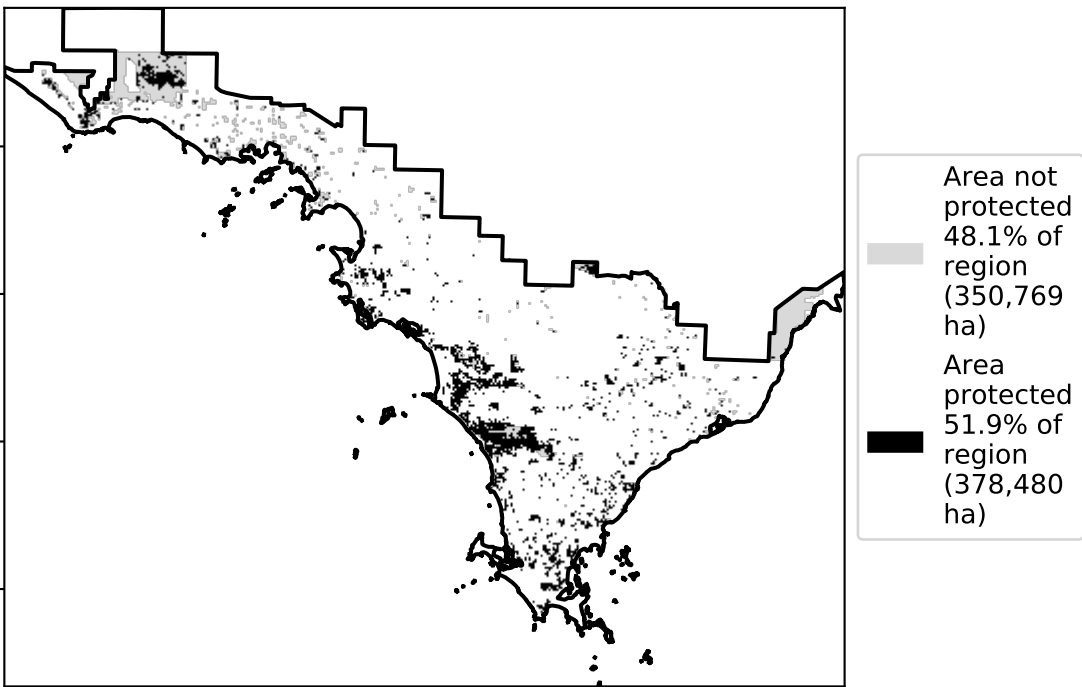 Area not
protected
48.1% of
region
(350,769
ha)
Area
protected
51.9% of
region
(378,480
ha)